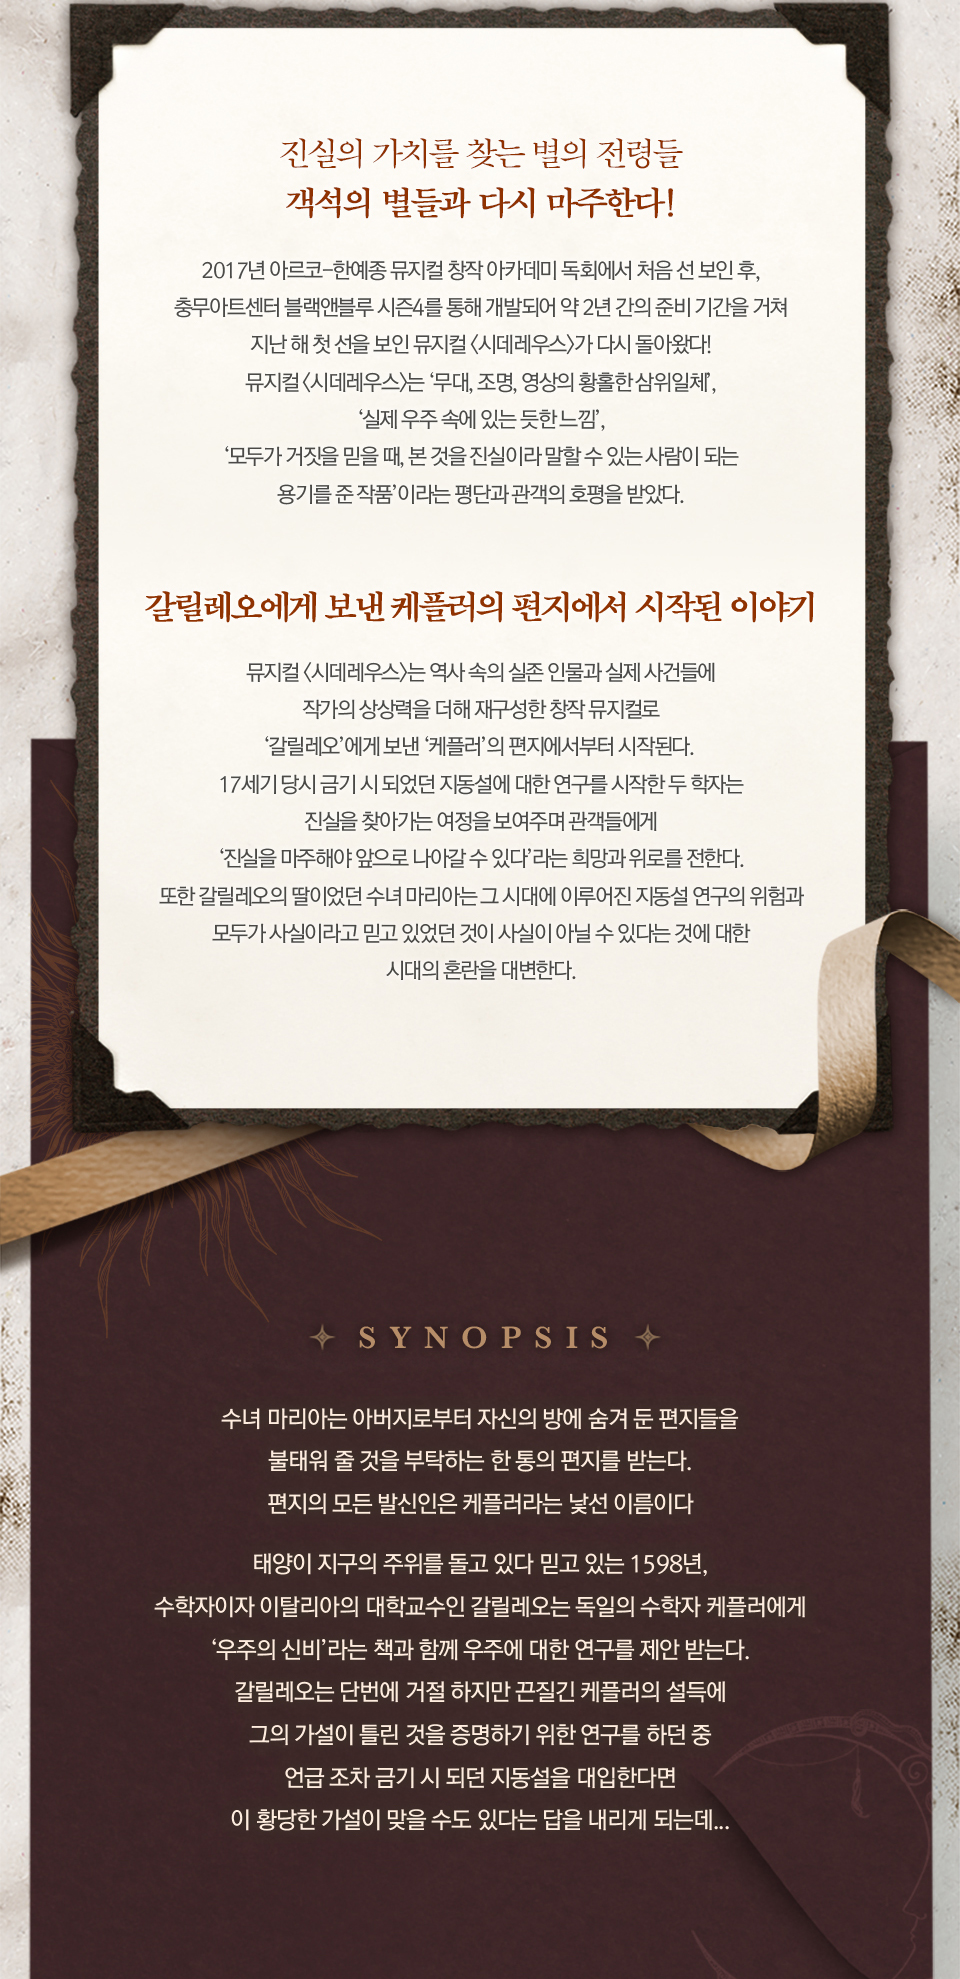 진실의 가치를 찾는 별의 전령들
객석의 별들과 다시 마주한다!
2017년 아르코-한예종 뮤지컬 창작 아카데미 독회에서 처음 선 보인 후,
충무아트센터 블랙앤블루 시즌4를 통해 개발되어 약 2년 간의 준비 기간을 거쳐
지난 해 첫 선을 보인 뮤지컬 〈시데레우스〉가 다시 돌아왔다!
뮤지컬 〈시데레우스〉는 ‘무대, 조명, 영상의 황홀한 삼위일체’,
‘실제 우주 속에 있는 듯한 느낌’,
‘모두가 거짓을 믿을 때, 본 것을 진실이라 말할 수 있는 사람이 되는
용기를 준 작품’이라는 평단과 관객의 호평을 받았다.
갈릴레오에게 보낸 케플러의 편지에서 시작된 이야기
뮤지컬 〈시데레우스〉는 역사 속의 실존 인물과 실제 사건들에
작가의 상상력을 더해 재구성한 창작 뮤지컬로
‘갈릴레오’에게 보낸 ‘케플러’의 편지에서부터 시작된다.
17세기 당시 금기 시 되었던 지동설에 대한 연구를 시작한 두 학자는
진실을 찾아가는 여정을 보여주며 관객들에게
‘진실을 마주해야 앞으로 나아갈 수 있다’라는 희망과 위로를 전한다.
또한 갈릴레오의 딸이었던 수녀 마리아는 그 시대에 이루어진 지동설 연구의 위험과
모두가 사실이라고 믿고 있었던 것이 사실이 아닐 수 있다는 것에 대한
시대의 혼란을 대변한다.
SYNOPSIS
수녀 마리아는 아버지로부터 자신의 방에 숨겨 둔 편지들을
불태워 줄 것을 부탁하는 한 통의 편지를 받는다.
편지의 모든 발신인은 케플러라는 낯선 이름이다
태양이 지구의 주위를 돌고 있다 믿고 있는 1598년,
수학자이자 이탈리아의 대학교수인 갈릴레오는 독일의 수학자 케플러에게
‘우주의 신비’라는 책과 함께 우주에 대한 연구를 제안 받는다.
갈릴레오는 단번에 거절 하지만 끈질긴 케플러의 설득에
그의 가설이 틀린 것을 증명하기 위한 연구를 하던 중
언급 조차 금기 시 되던 지동설을 대입한다면
이 황당한 가설이 맞을 수도 있다는 답을 내리게 되는데...